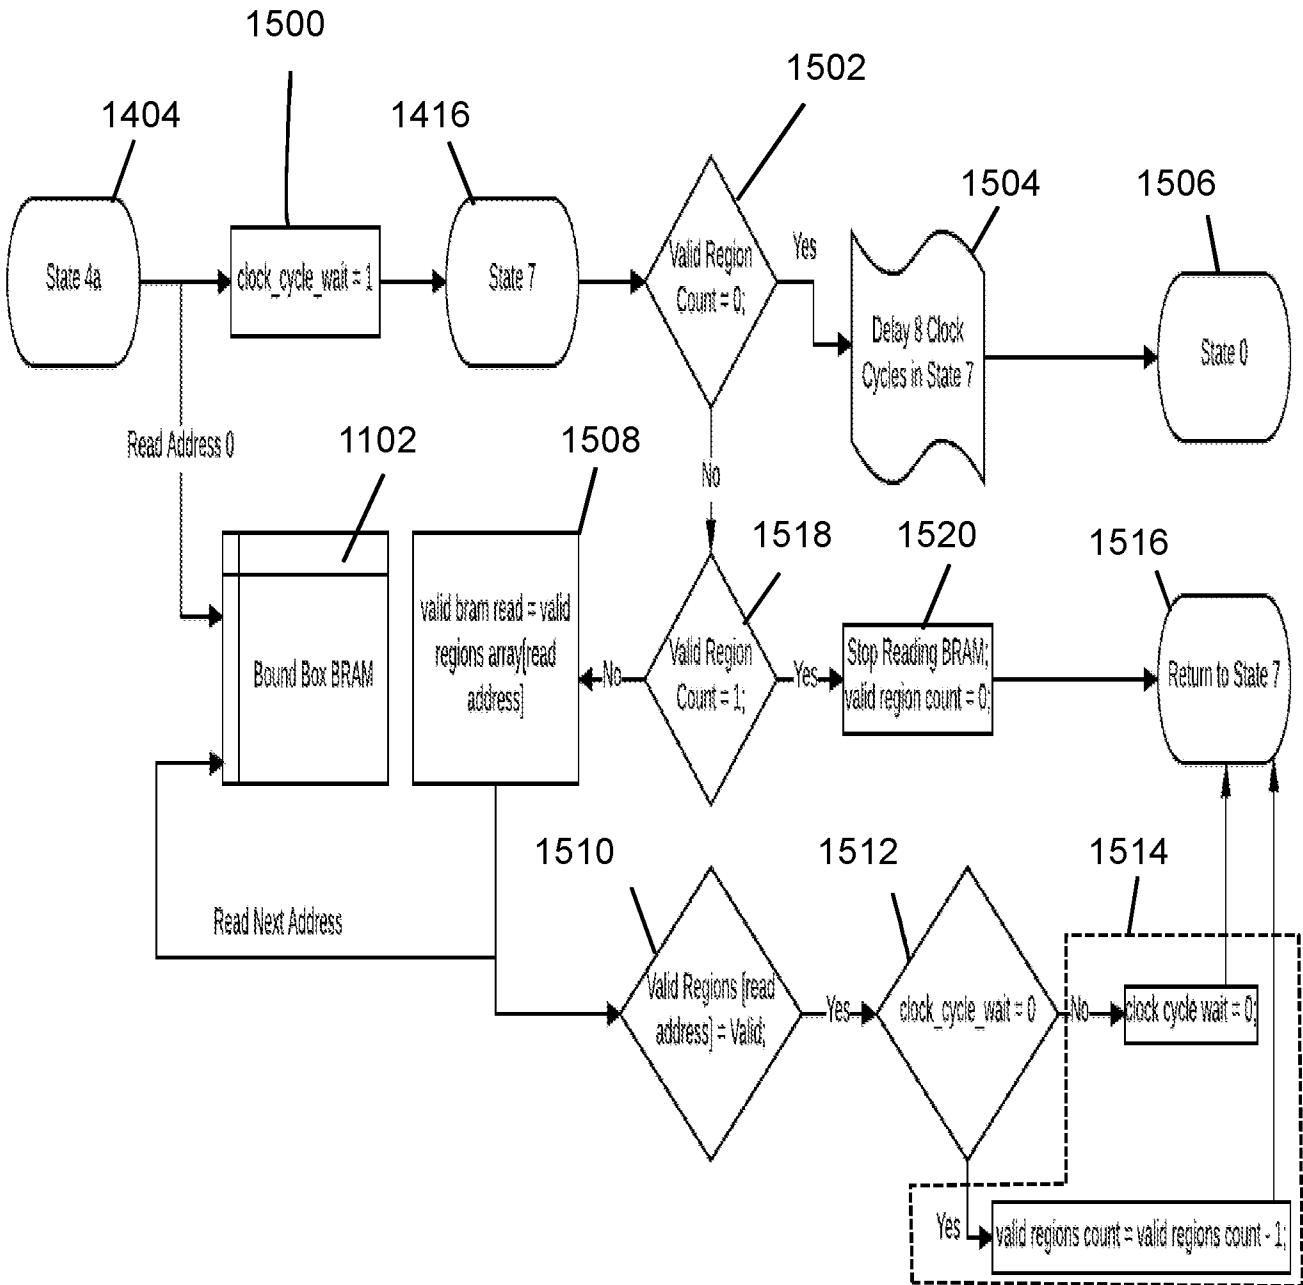 1500
1502
1404
1416
1504
1506
State 4a
clock_cycle_wait = 1
State 7
Valid Region
Count = 0;
Yes
Delay 8 Clock
Cycles in State 7
State 0
Read Address 0
1102
1508
No
1518
1520
1516
Bound Box BRAM
valid bram read = valid
regions array[read
address]
No
Valid Region
Count = 1;
Yes
Stop Reading BRAM;
valid region count = 0;
Return to State 7
1510
1512
1514
Read Next Address
Valid Regions [read
address] = Valid;
Yes
clock_cycle_wait = 0
No
clock cycle wait = 0;
Yes
valid regions count = valid regions count - 1;